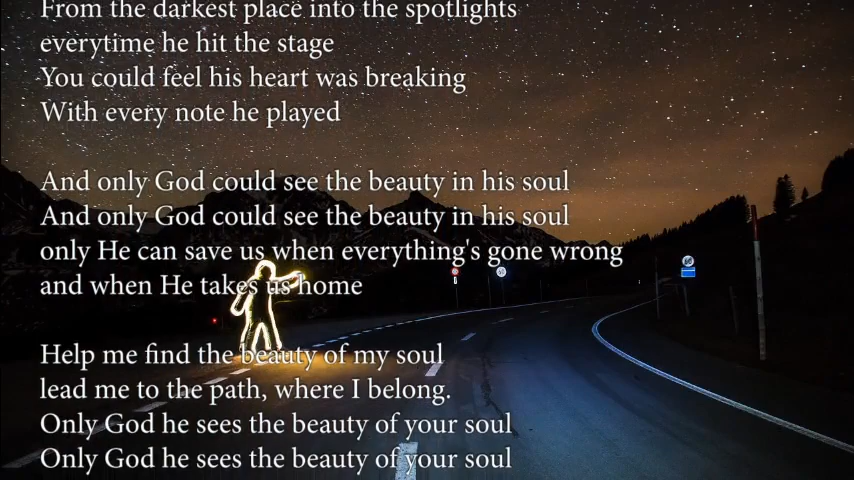 From the darkest place into the spotlights
everytime he hit the stage
You could feel his heart was breaking
With every note he played
And only God could see the beauty in his soul
And only God could see the beauty in his soul
only He can save us when everything's gone wrong
and when He takes us home
Help me find the beauty of my soul
lead me to the path, where I belong.
Only God he sees the beauty of your soul
Only God he sees the beauty of your soul